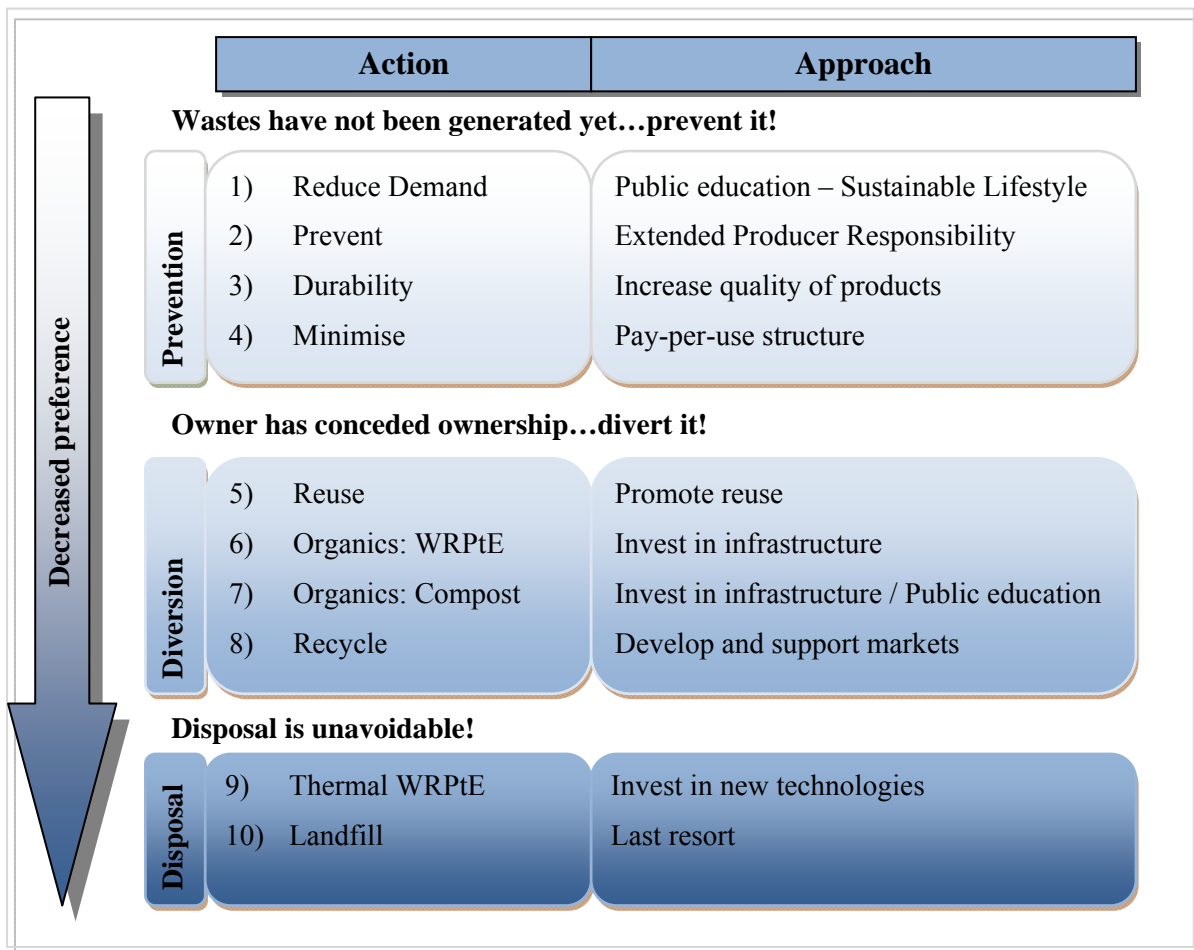 Action Approach
Wastes have not been generated yet…prevent it!
Prevention
1) Reduce Demand Public education – Sustainable Lifestyle
2) Prevent Extended Producer Responsibility
3) Durability Increase quality of products
4) Minimise Pay-per-use structure
Decreased preference
Owner has conceded ownership…divert it!
Diversion
5) Reuse Promote reuse
6) Organics: WRPtE Invest in infrastructure
7) Organics: Compost Invest in infrastructure / Public education
8) Recycle Develop and support markets
Disposal is unavoidable!
Disposal
9) Thermal WRPtE Invest in new technologies
10) Landfill Last resort